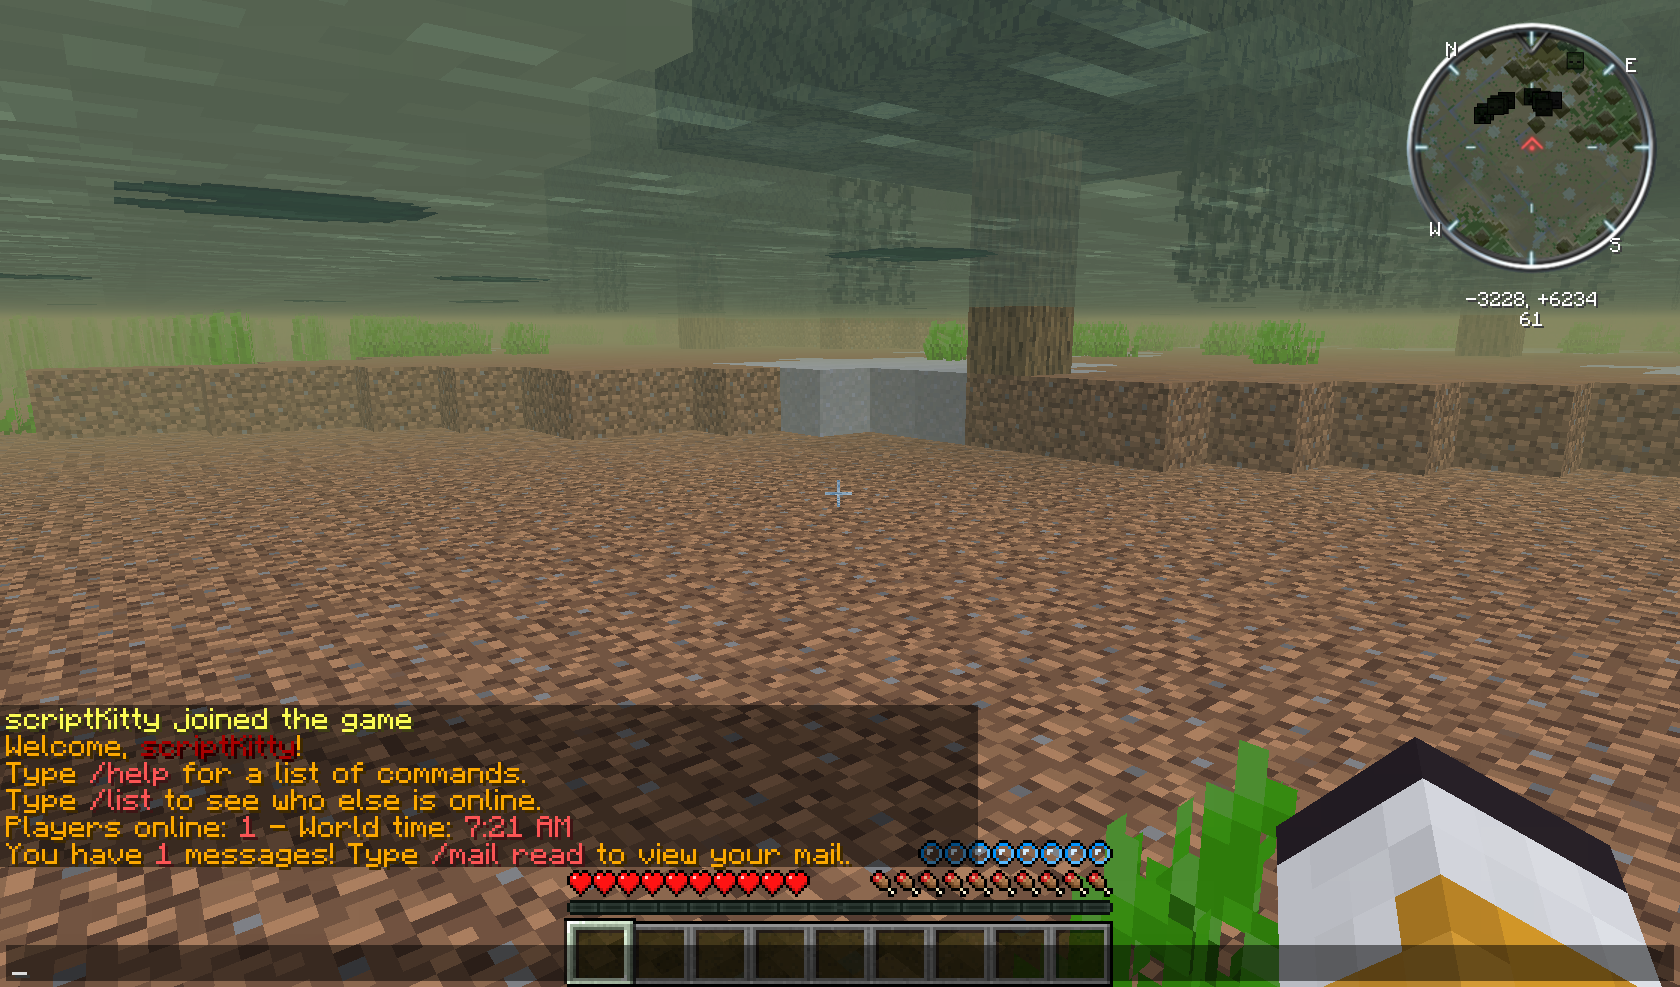 N
E
W
S
-3228, +6234
61
scriptKitty joined the game
Welcome, scriptKitty!
Type /help for a list of commands.
Type /list to see who else is online.
Players online: 1 - World time: 7:21 AM
You have 1 messages! Type /mail read to view your mail.
_